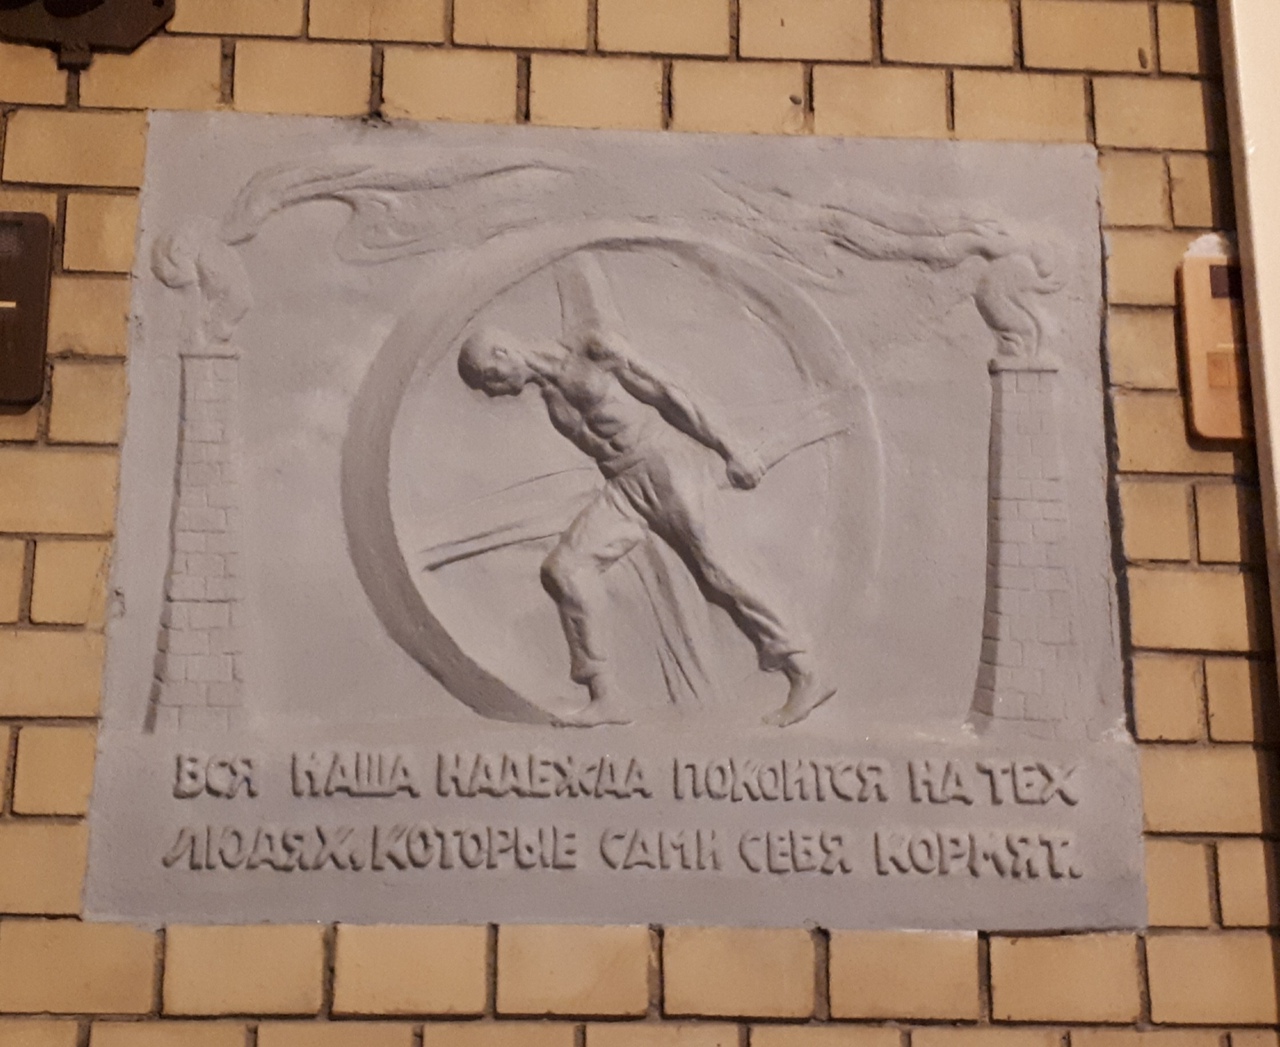 ВСЯ НАША НАДЕЖДА ПОКОИТСЯ НА ТЕХ
ЛЮДЯХ, КОТОРЫЕ САМИ СЕБЯ КОРМЯТ.